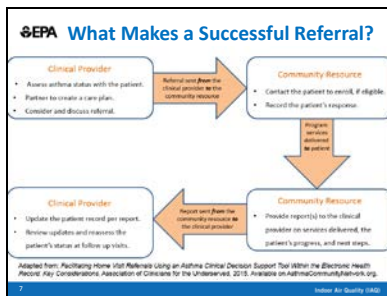 EPA What Makes a Successful Referral?
Clinical Provider
• Assess asthma status with the patient.
• Partner to create a care plan.
• Consider and discuss referral.
Referral sent from the
clinical provider to the
community resource
Community Resource
• Contact the patient to enroll, if eligible.
• Record the patient's response.
Program
services
delivered
to patient
Clinical Provider
• Update the patient record per report.
• Review updates and reassess the
patient's status at follow up visits.
Report sent from the
community resource to
the clinical provider
Community Resource
• Provide report(s) to the clinical
provider on services delivered, the
patient's progress, and next steps.
Adapted from: Facilitating Home Visit Referrals Using an Asthma Clinical Decision Support Tool Within the Electronic Health
Record: Key Considerations, Association of Clinicians for the Underserved, 2018. Available on AsthmaCommunityNetwork.org.
7
Indoor Air Quality (IAQ)